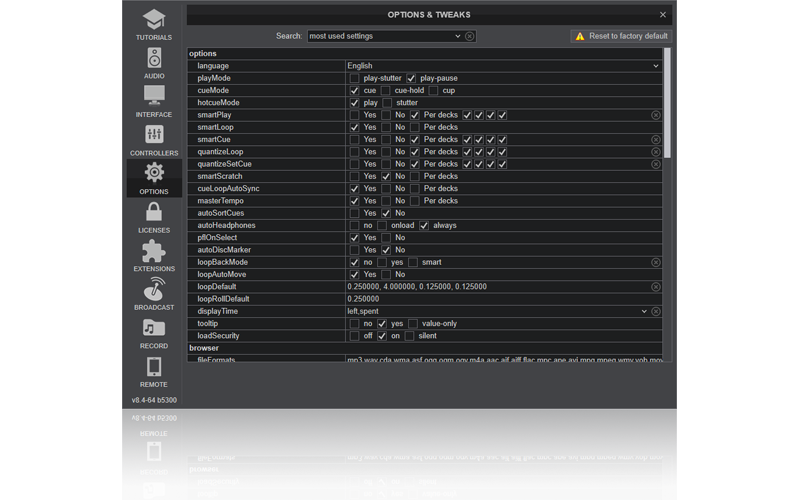 OPTIONS & TWEAKS
Search: most used settings
Reset to factory default
TUTORIALS
AUDIO
INTERFACE
CONTROLLERS
OPTIONS
LICENSES
EXTENSIONS
BROADCAST
RECORD
REMOTE
v8.4-64 b5300
options
language English
playMode play-stutter play-pause
cueMode cue cue-hold cup
hotcueMode play stutter
smartPlay Yes No Per decks
smartLoop Yes No Per decks
smartCue Yes No Per decks
quantizeLoop Yes No Per decks
quantizeSetCue Yes No Per decks
smartScratch Yes No Per decks
cueLoopAutoSync Yes No Per decks
masterTempo Yes No Per decks
autoSortCues Yes No
autoHeadphones no onload always
pflOnSelect Yes No
autoDiscMarker Yes No
loopBackMode no yes smart
loopAutoMove Yes No
loopDefault 0.250000, 4.000000, 0.125000, 0.125000
loopRollDefault 0.250000
displayTime left,spent
tooltip no yes value-only
loadSecurity off on silent
browser
fileFormats mp3 wav cda wma asf ogg ogm ogv m4a aac aif aiff flac mpc ape avi mpg mpeg wmv vob mov
v8.4-64 b5300
REMOTE